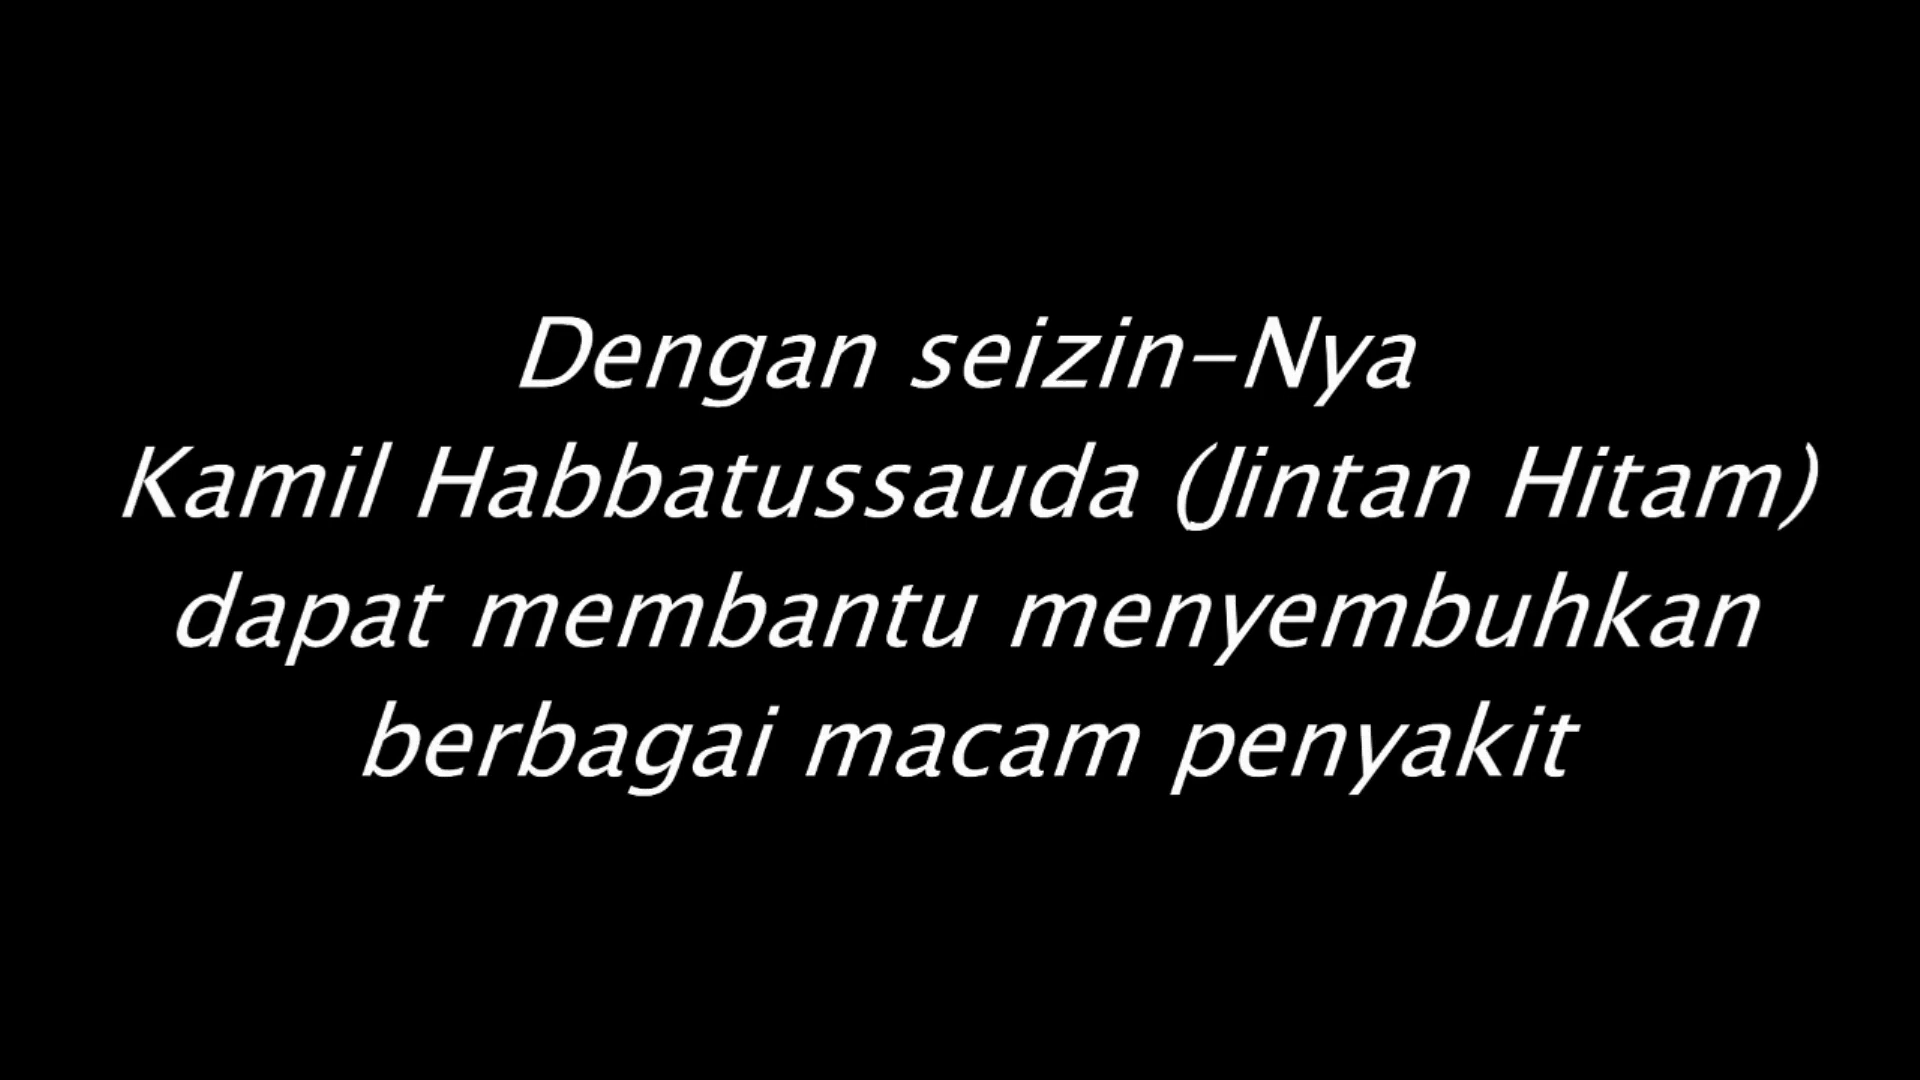 Dengan seizin-Nya
Kamil Habbatussauda (Jintan Hitam)
dapat membantu menyembuhkan
berbagai macam penyakit